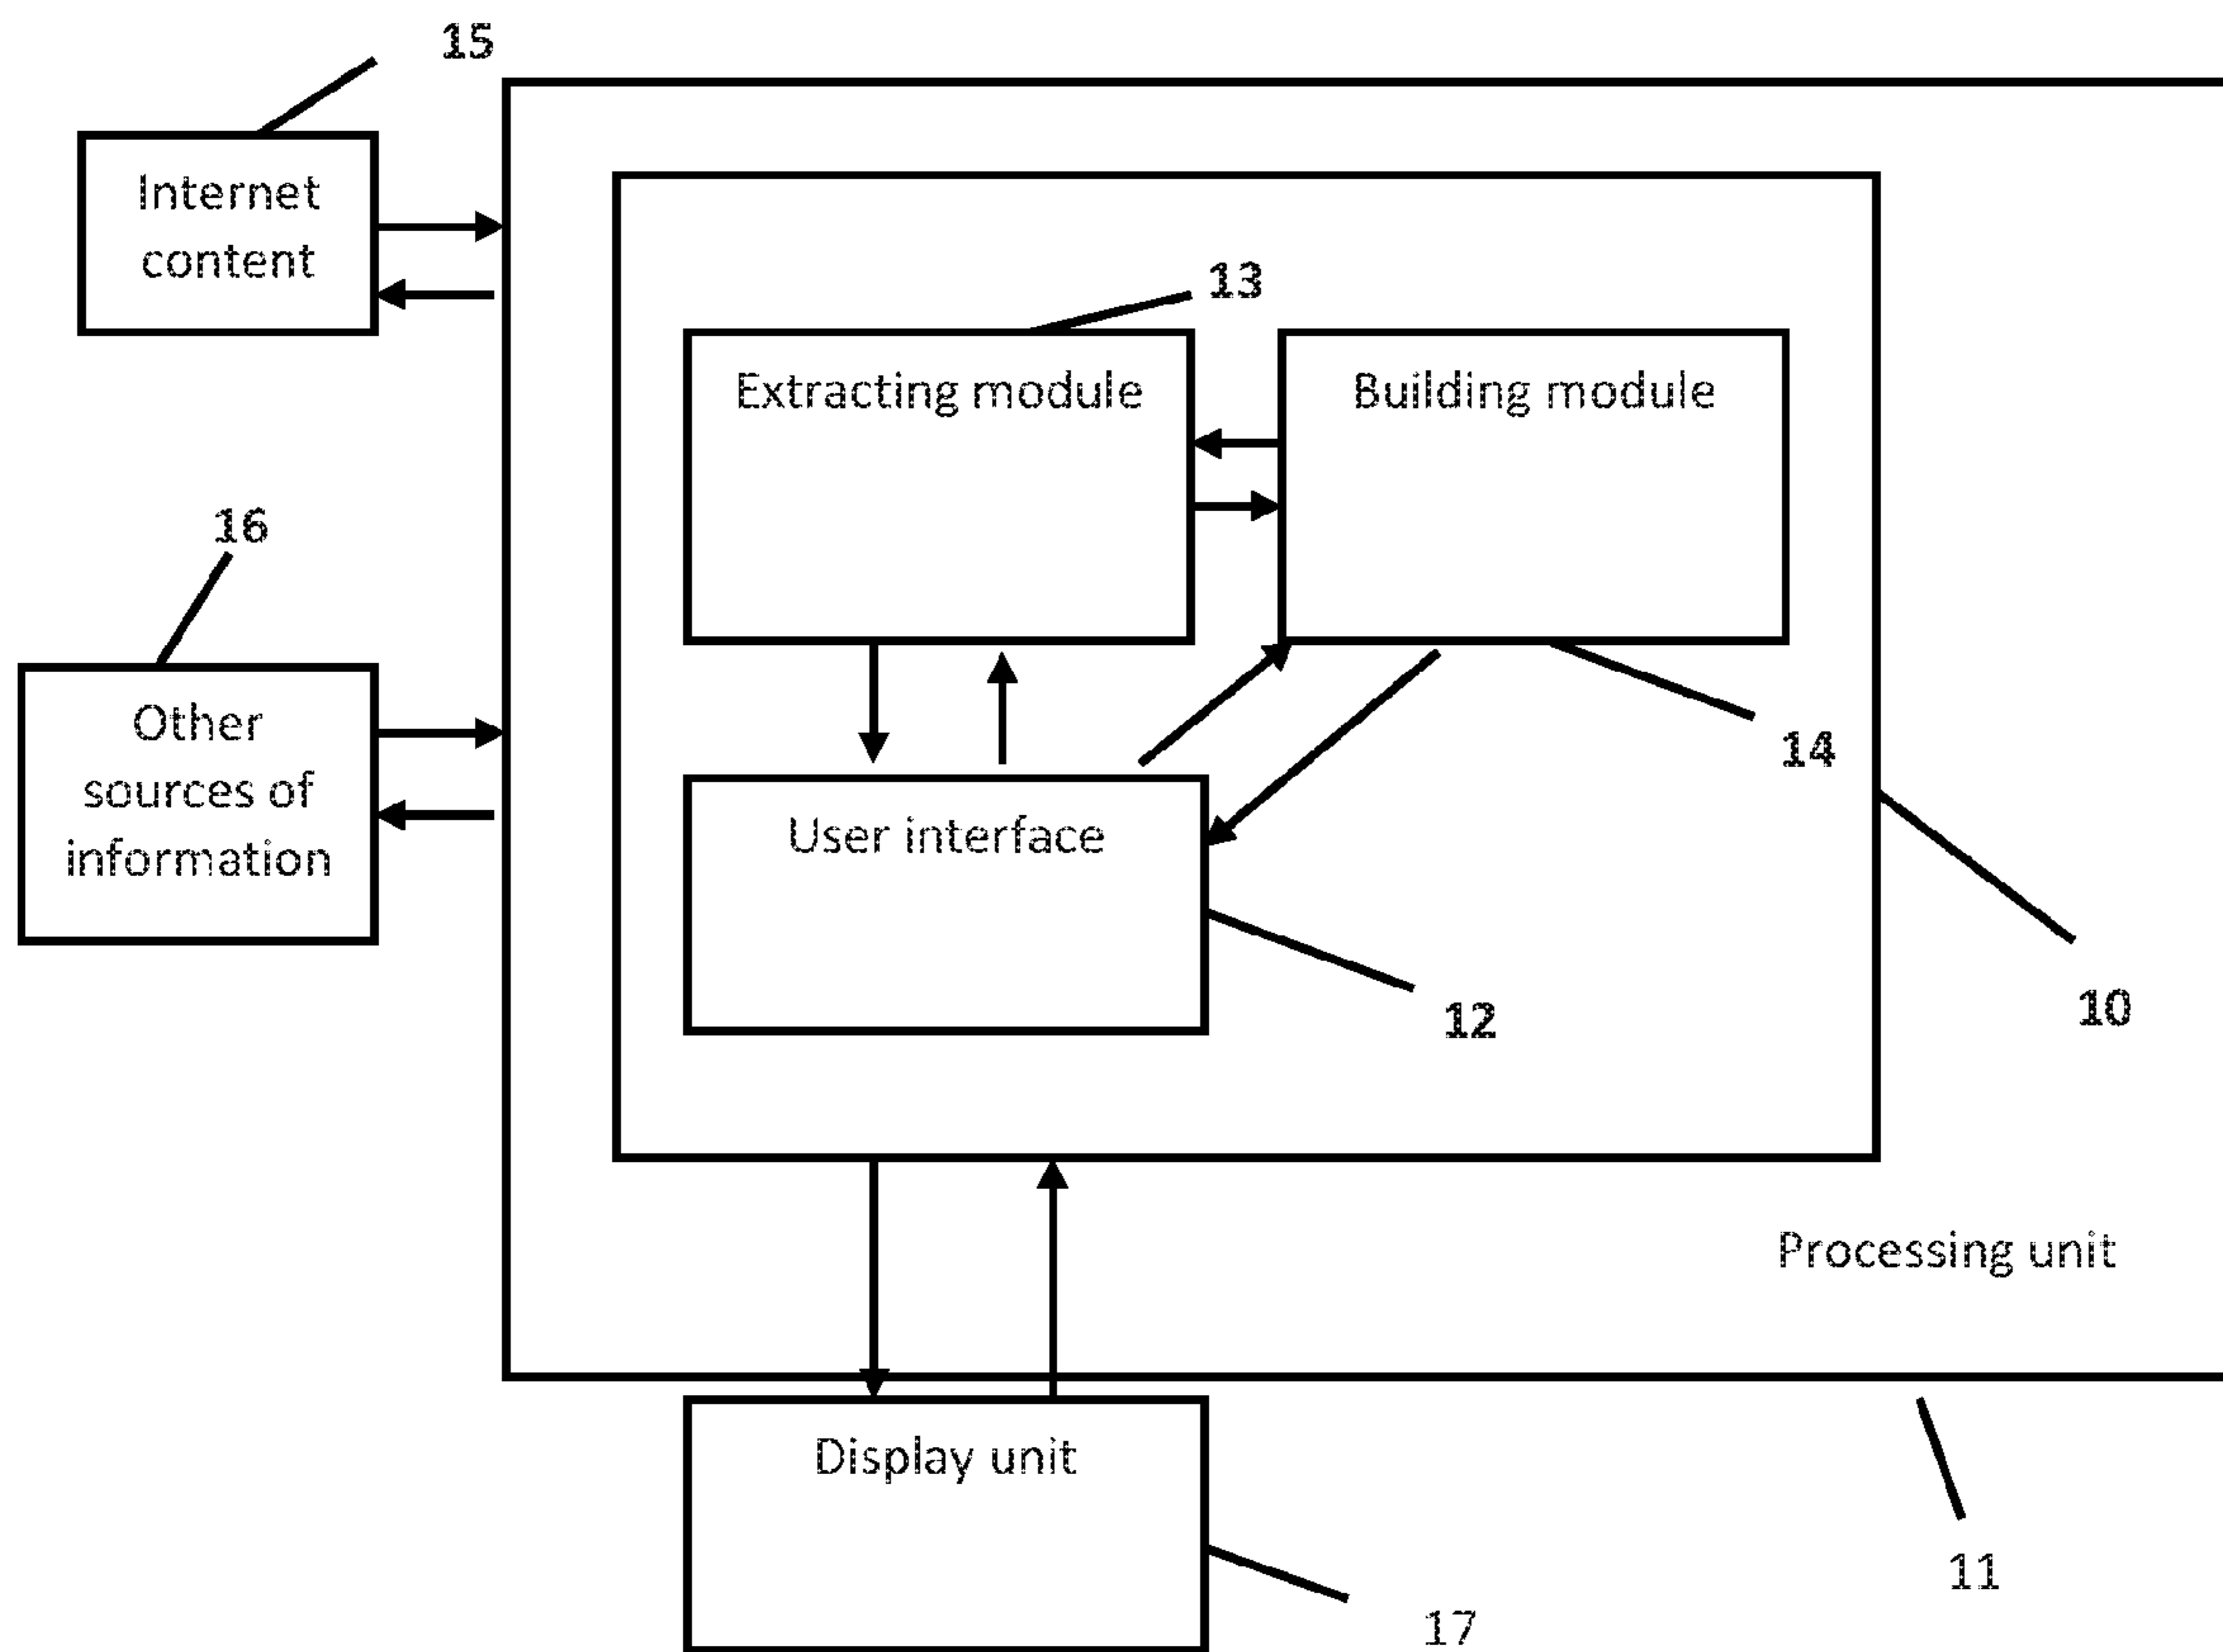 15
Internet
content
13
Extracting module
Building module
16
Other
sources of
information
14
User interface
12
10
Processing unit
Display unit
11
17